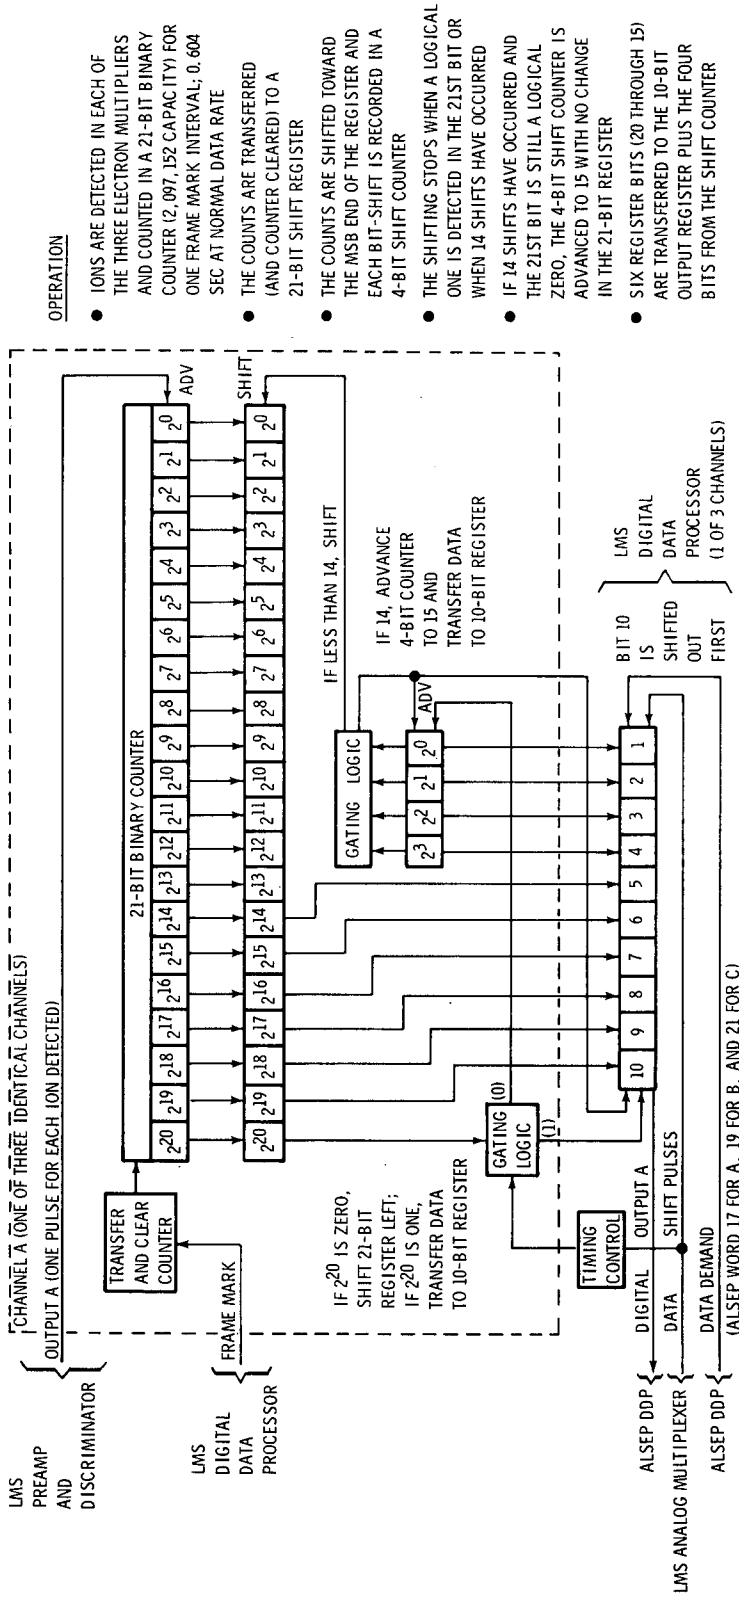 LMS
PREAMP
AND
DISCRIMINATOR
CHANNEL A (ONE OF THREE IDENTICAL CHANNELS)
OUTPUT A (ONE PULSE FOR EACH ION DETECTED)
TRANSFER
AND CLEAR
COUNTER
21-BIT BINARY COUNTER
2^20 2^19 2^18 2^17 2^16 2^15 2^14 2^13 2^12 2^11 2^10 2^9 2^8 2^7 2^6 2^5 2^4 2^3 2^2 2^1 2^0
ADV
FRAME MARK
LMS
DIGITAL
DATA
PROCESSOR
2^20 2^19 2^18 2^17 2^16 2^15 2^14 2^13 2^12 2^11 2^10 2^9 2^8 2^7 2^6 2^5 2^4 2^3 2^2 2^1 2^0
SHIFT
IF LESS THAN 14, SHIFT
GATING LOGIC
IF 2^20 IS ZERO,
SHIFT 21-BIT
REGISTER LEFT;
IF 2^20 IS ONE,
TRANSFER DATA
TO 10-BIT REGISTER
2^3 2^2 2^1 2^0
ADV
IF 14, ADVANCE
4-BIT COUNTER
TO 15 AND
TRANSFER DATA
TO 10-BIT REGISTER
GATING
LOGIC
(0)
(1)
TIMING
CONTROL
10 9 8 7 6 5 4 3 2 1
BIT 10
IS
SHIFTED
OUT
FIRST
LMS
DIGITAL
DATA
PROCESSOR
(1 OF 3 CHANNELS)
ALSEP DDP
DIGITAL OUTPUT A
LMS ANALOG MULTIPLEXER
DATA SHIFT PULSES
ALSEP DDP
DATA DEMAND
(ALSEP WORD 17 FOR A, 19 FOR B, AND 21 FOR C)
OPERATION
● IONS ARE DETECTED IN EACH OF
THE THREE ELECTRON MULTIPLIERS
AND COUNTED IN A 21-BIT BINARY
COUNTER (2,097,152 CAPACITY) FOR
ONE FRAME MARK INTERVAL; 0.604
SEC AT NORMAL DATA RATE
● THE COUNTS ARE TRANSFERRED
(AND COUNTER CLEARED) TO A
21-BIT SHIFT REGISTER
● THE COUNTS ARE SHIFTED TOWARD
THE MSB END OF THE REGISTER AND
EACH BIT-SHIFT IS RECORDED IN A
4-BIT SHIFT COUNTER
● THE SHIFTING STOPS WHEN A LOGICAL
ONE IS DETECTED IN THE 21ST BIT OR
WHEN 14 SHIFTS HAVE OCCURRED
● IF 14 SHIFTS HAVE OCCURRED AND
THE 21ST BIT IS STILL A LOGICAL
ZERO, THE 4-BIT SHIFT COUNTER IS
ADVANCED TO 15 WITH NO CHANGE
IN THE 21-BIT REGISTER
● SIX REGISTER BITS (20 THROUGH 15)
ARE TRANSFERRED TO THE 10-BIT
OUTPUT REGISTER PLUS THE FOUR
BITS FROM THE SHIFT COUNTER